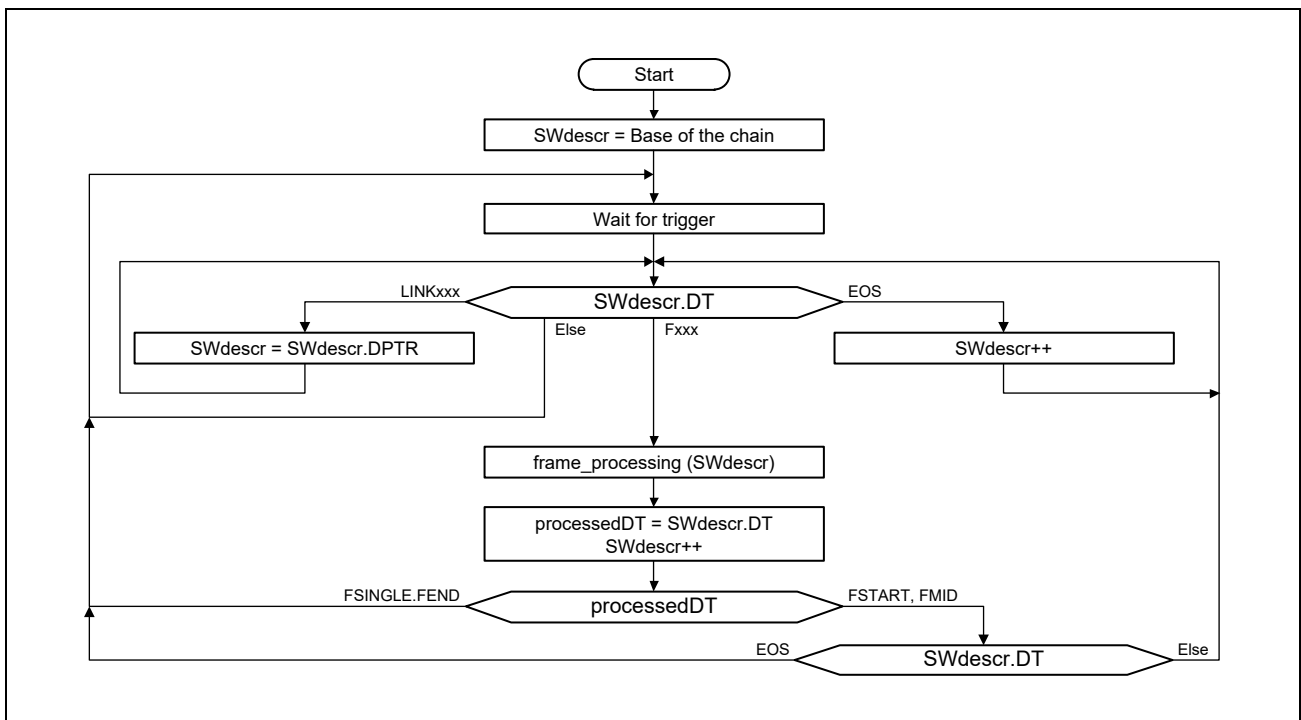 Start
SWdescr = Base of the chain
Wait for trigger
LINKxxx
SWdescr.DT
EOS
Else
Fxxx
SWdescr = SWdescr.DPTR
SWdescr++
frame_processing (SWdescr)
processedDT = SWdescr.DT
SWdescr++
FSINGLE.FEND
processedDT
FSTART, FMID
EOS
SWdescr.DT
Else